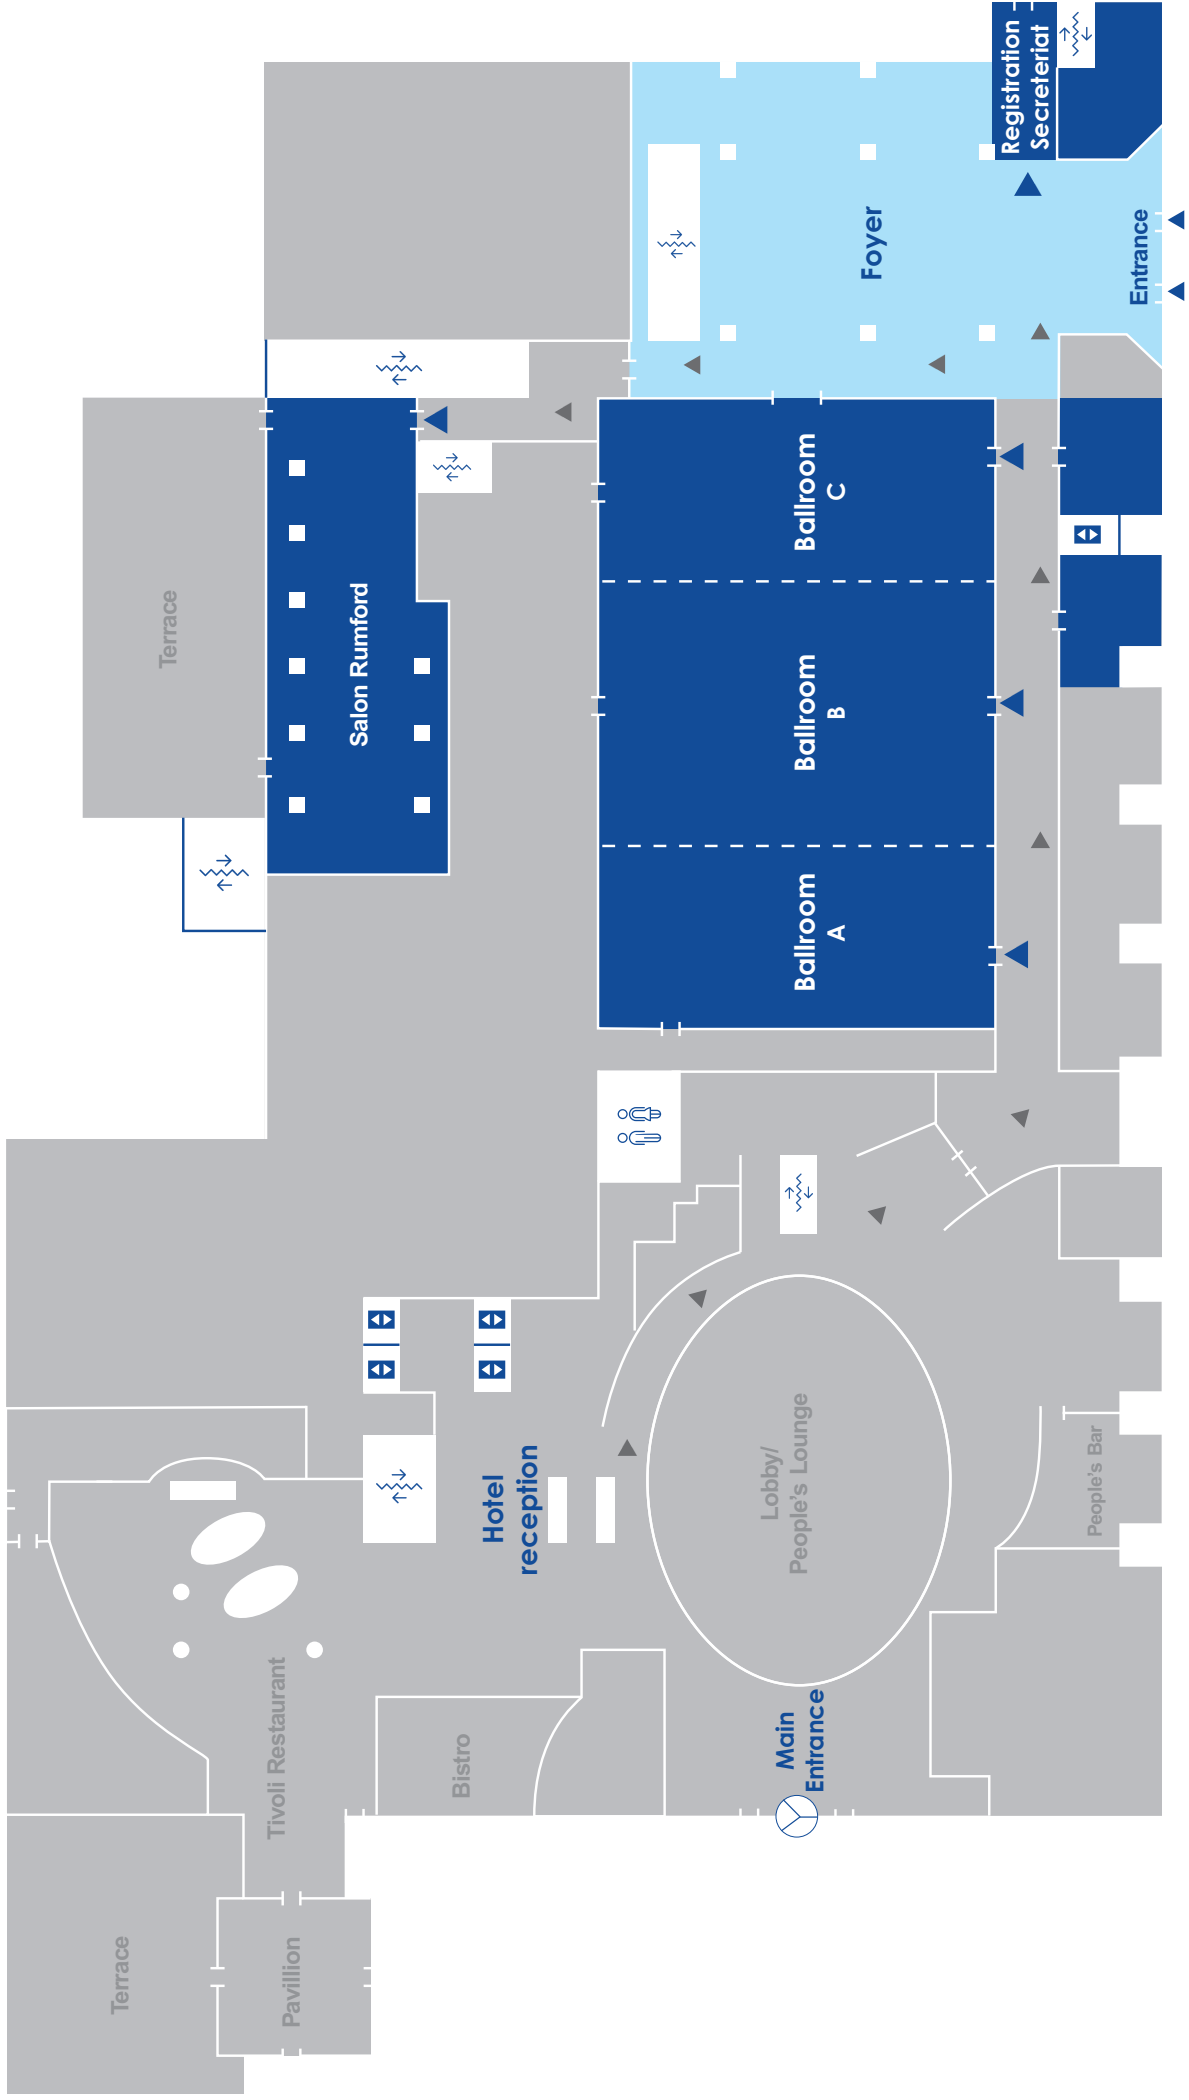 Registration
Secreteriat
Foyer
Entrance
Ballroom
C
Terrace
Salon Rumford
Ballroom
B
Ballroom
A
Hotel
reception
Lobby/
People's Lounge
People's Bar
Tivoli Restaurant
Bistro
Main
Entrance
Terrace
Pavillion